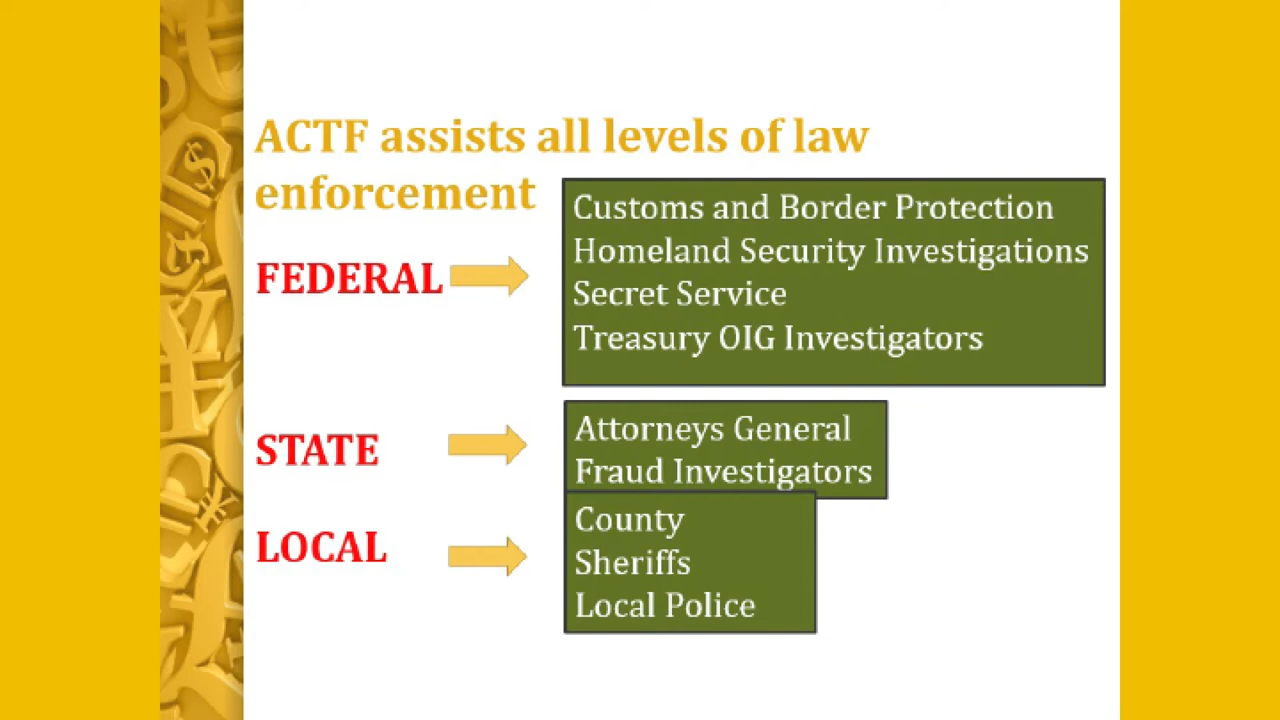 ACTF assists all levels of law
enforcement
FEDERAL
Customs and Border Protection
Homeland Security Investigations
Secret Service
Treasury OIG Investigators
STATE
Attorneys General
Fraud Investigators
LOCAL
County
Sheriffs
Local Police